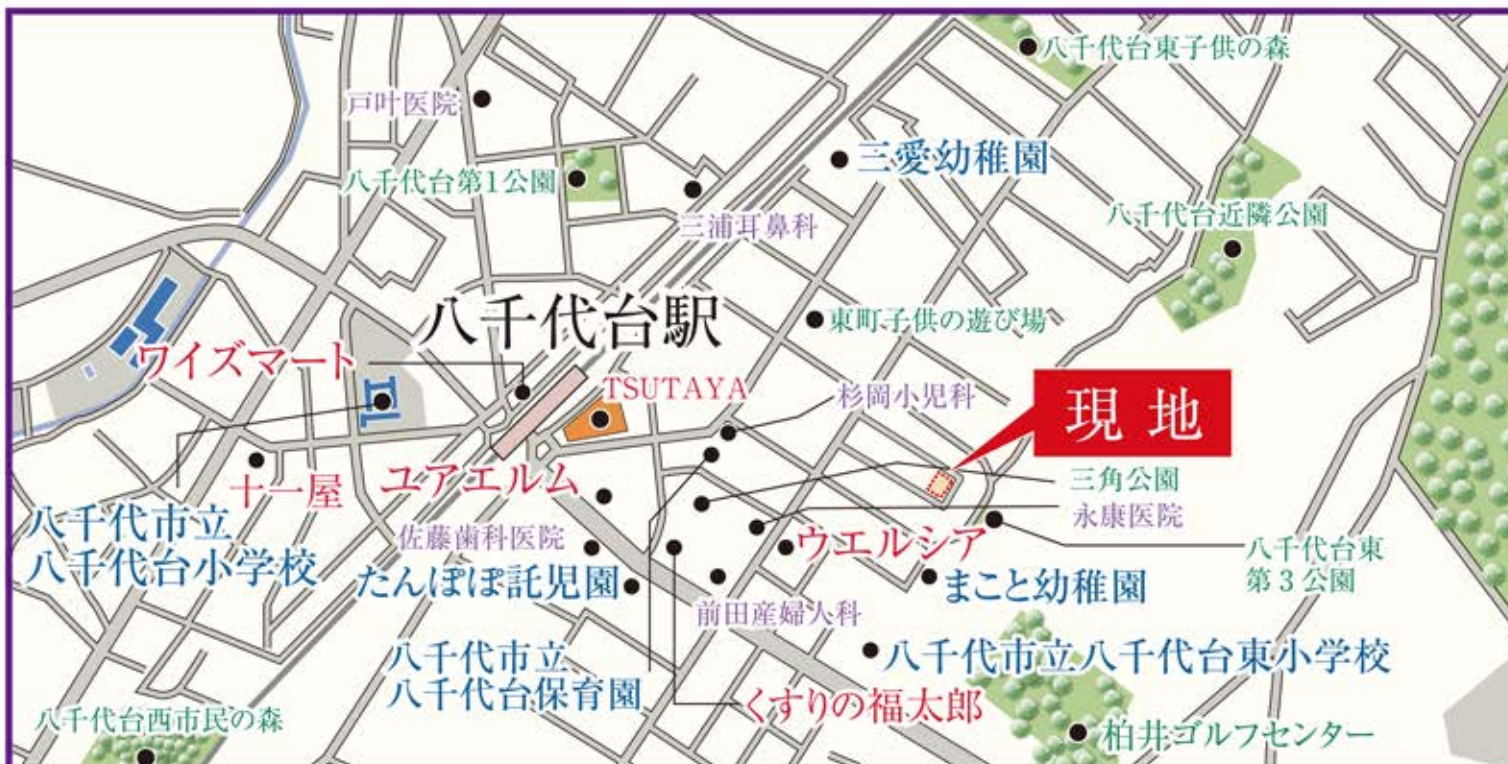 八千代台東子供の森
戸叶医院
三愛幼稚園
八千代台第1公園
八千代台近隣公園
三浦耳鼻科
八千代台駅
東町子供の遊び場
ワイズマート
TSUTAYA
杉岡小児科
現地
十一屋
ユアエルム
三角公園
永康医院
八千代市立
八千代台小学校
佐藤歯科医院
ウエルシア
八千代台東
第3公園
たんぽぽ託児園
まこと幼稚園
前田産婦人科
八千代市立
八千代台保育園
八千代市立八千代台東小学校
くすりの福太郎
八千代台西市民の森
柏井ゴルフセンター